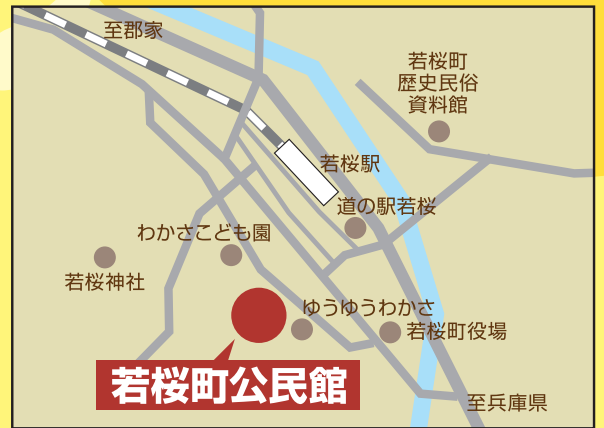 至郡家
若桜町
歴史民俗
資料館
若桜駅
道の駅若桜
わかさこども園
若桜神社
ゆうゆうわかさ
若桜町役場
若桜町公民館
至兵庫県